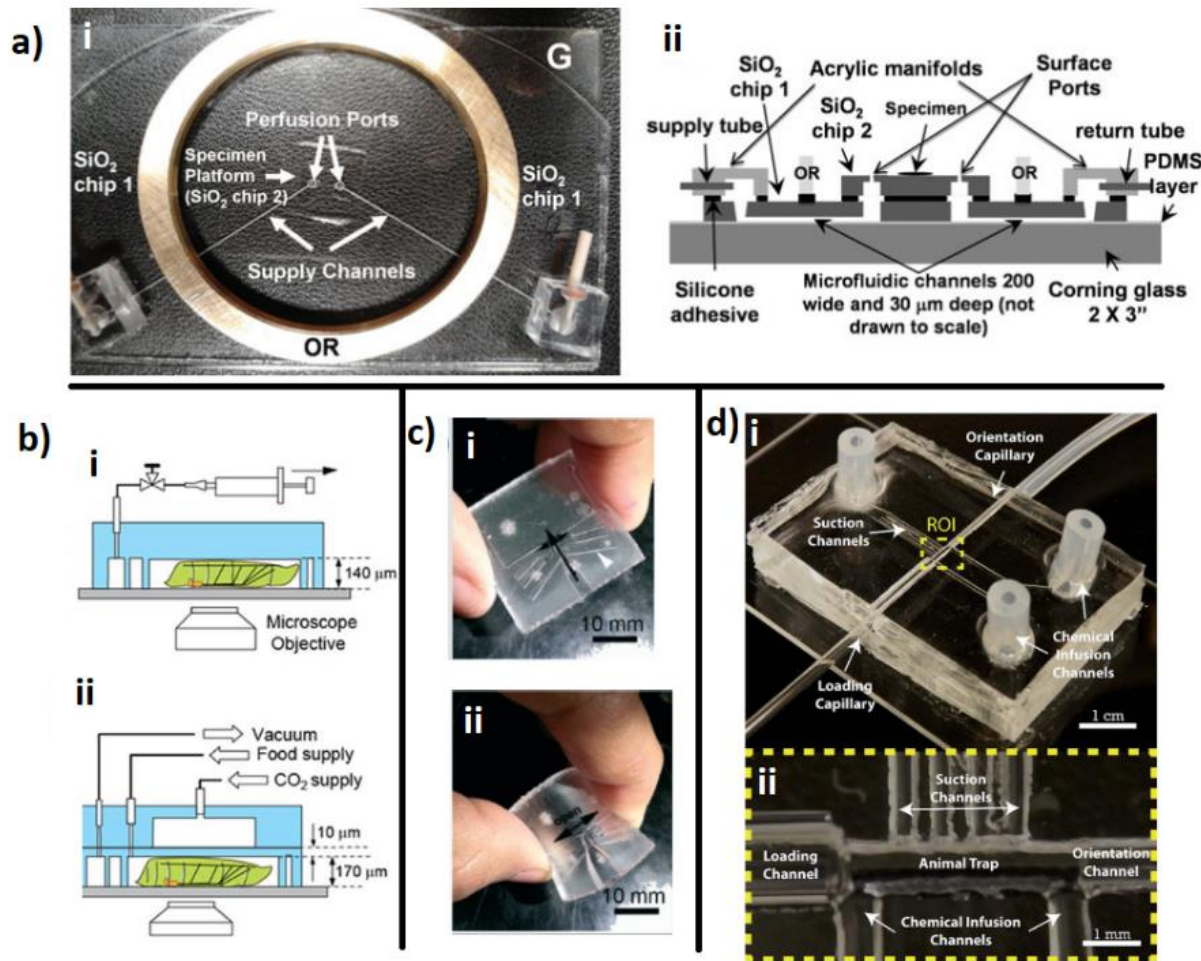 a)
i
G
SiO2
chip 1
Perfusion Ports
Specimen
Platform
(SiO2 chip 2)
SiO2
chip 1
Supply Channels
OR
ii
SiO2
chip 1
Acrylic manifolds
Surface
Ports
SiO2
chip 2
Specimen
supply tube
return tube
PDMS
layer
OR
OR
Silicone
adhesive
Microfluidic channels 200
wide and 30 μm deep (not
drawn to scale)
Corning glass
2 X 3"
b)
i
140 μm
Microscope
Objective
ii
Vacuum
Food supply
CO2 supply
10 μm
170 μm
c)
i
10 mm
ii
10 mm
d)
i
Orientation
Capillary
Suction
Channels
ROI
Chemical
Infusion
Channels
Loading
Capillary
1 cm
ii
Suction
Channels
Loading
Channel
Animal Trap
Orientation
Channel
Chemical Infusion
Channels
1 mm